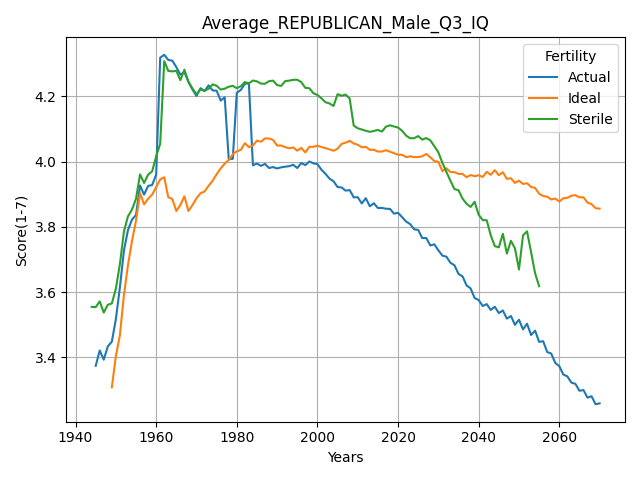 Average_REPUBLICAN_Male_Q3_IQ
Fertility
Actual
Ideal
Sterile
Score(1-7)
4.2
4.0
3.8
3.6
3.4
1940 1960 1980 2000 2020 2040 2060
Years